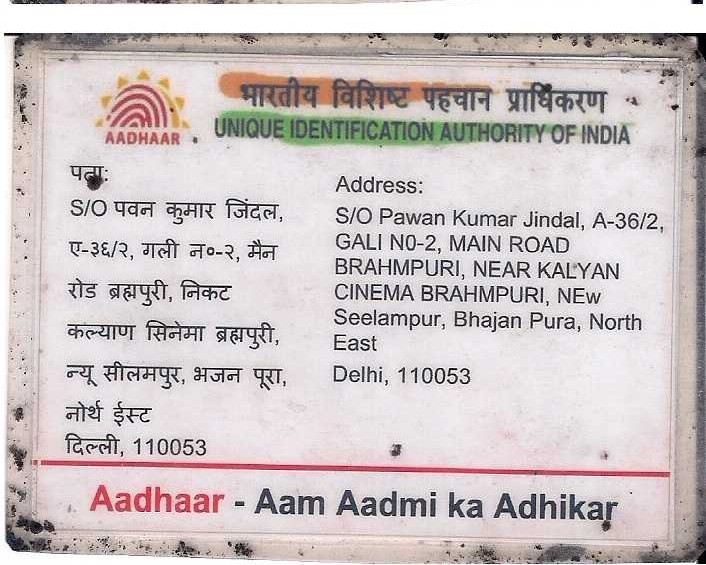 भारतीय विशिष्ट पहचान प्राधिकरण
AADHAAR
UNIQUE IDENTIFICATION AUTHORITY OF INDIA
पता:
S/O पवन कुमार जिंदल,
ए-३६/२, गली न०-२, मैन
रोड ब्रह्मपुरी, निकट
कल्याण सिनेमा ब्रह्मपुरी,
न्यू सीलमपुर, भजन पूरा,
नोर्थ ईस्ट
दिल्ली, 110053
Address:
S/O Pawan Kumar Jindal, A-36/2,
GALI N0-2, MAIN ROAD
BRAHMPURI, NEAR KALYAN
CINEMA BRAHMPURI, NEw
Seelampur, Bhajan Pura, North
East
Delhi, 110053
Aadhaar - Aam Aadmi ka Adhikar